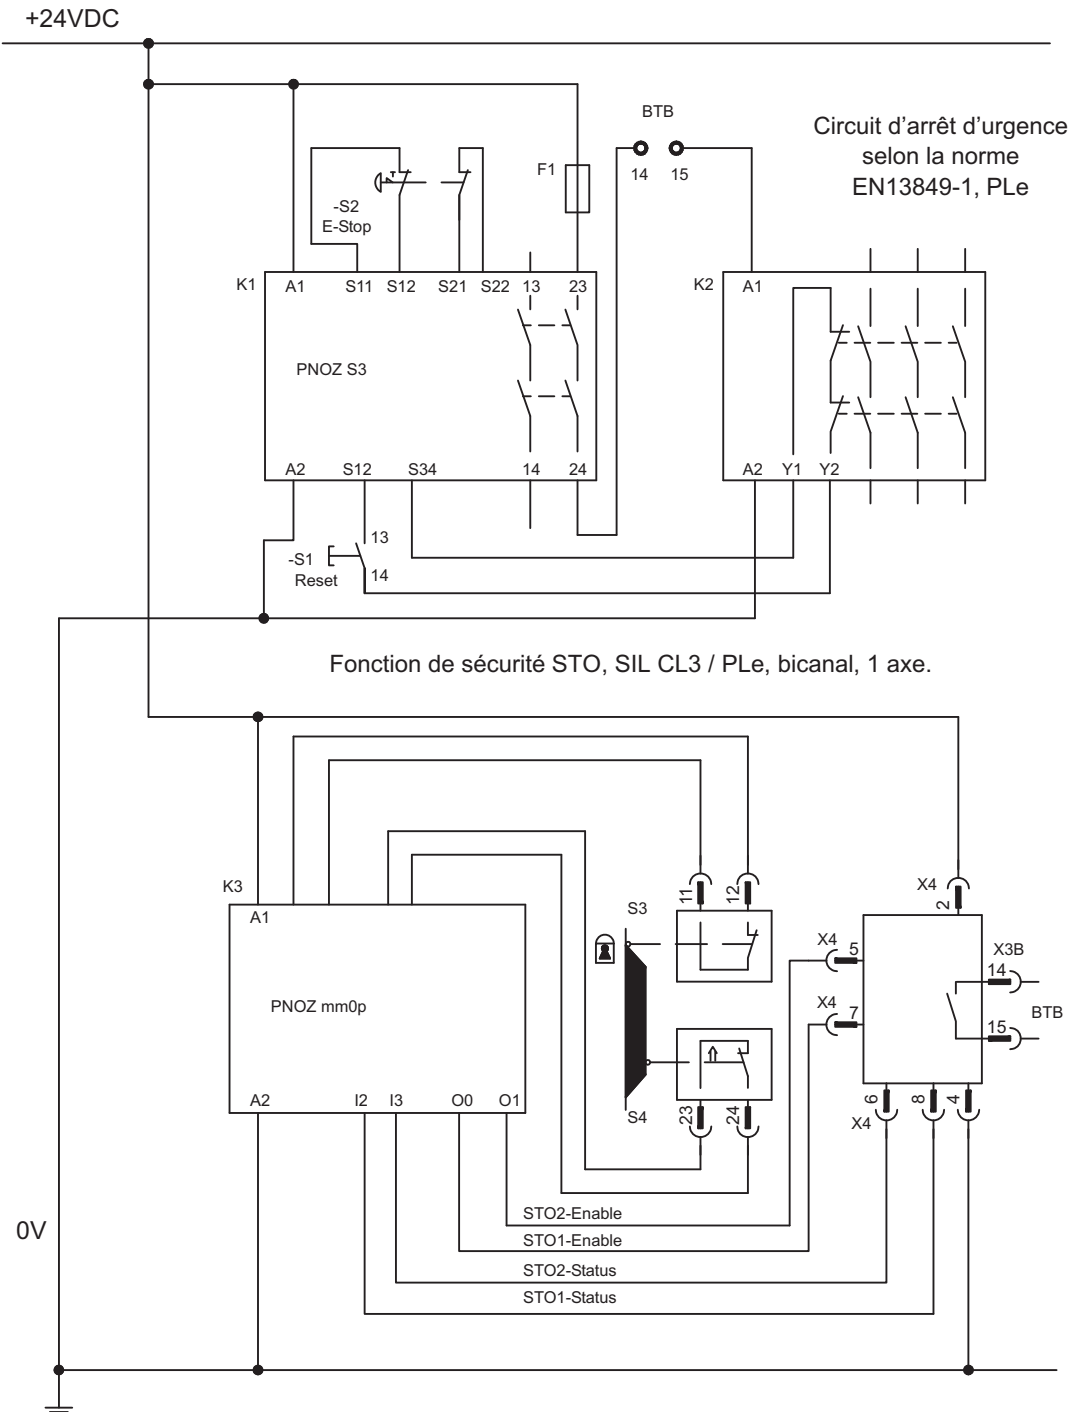 +24VDC
BTB
Circuit d'arrêt d'urgence
selon la norme
EN13849-1, PLe
F1
14 15
-S2
E-Stop
K1
A1 S11 S12 S21 S22 13 23
K2
A1
PNOZ S3
A2 S12 S34 14 24
A2 Y1 Y2
13
-S1
Reset
14
Fonction de sécurité STO, SIL CL3 / PLe, bicanal, 1 axe.
K3
A1
11
12
X4
2
S3
X4
5
X3B
14
PNOZ mm0p
X4
7
BTB
15
A2 I2 I3 O0 O1
S4
23
24
6
8
4
X4
STO2-Enable
0V
STO1-Enable
STO2-Status
STO1-Status